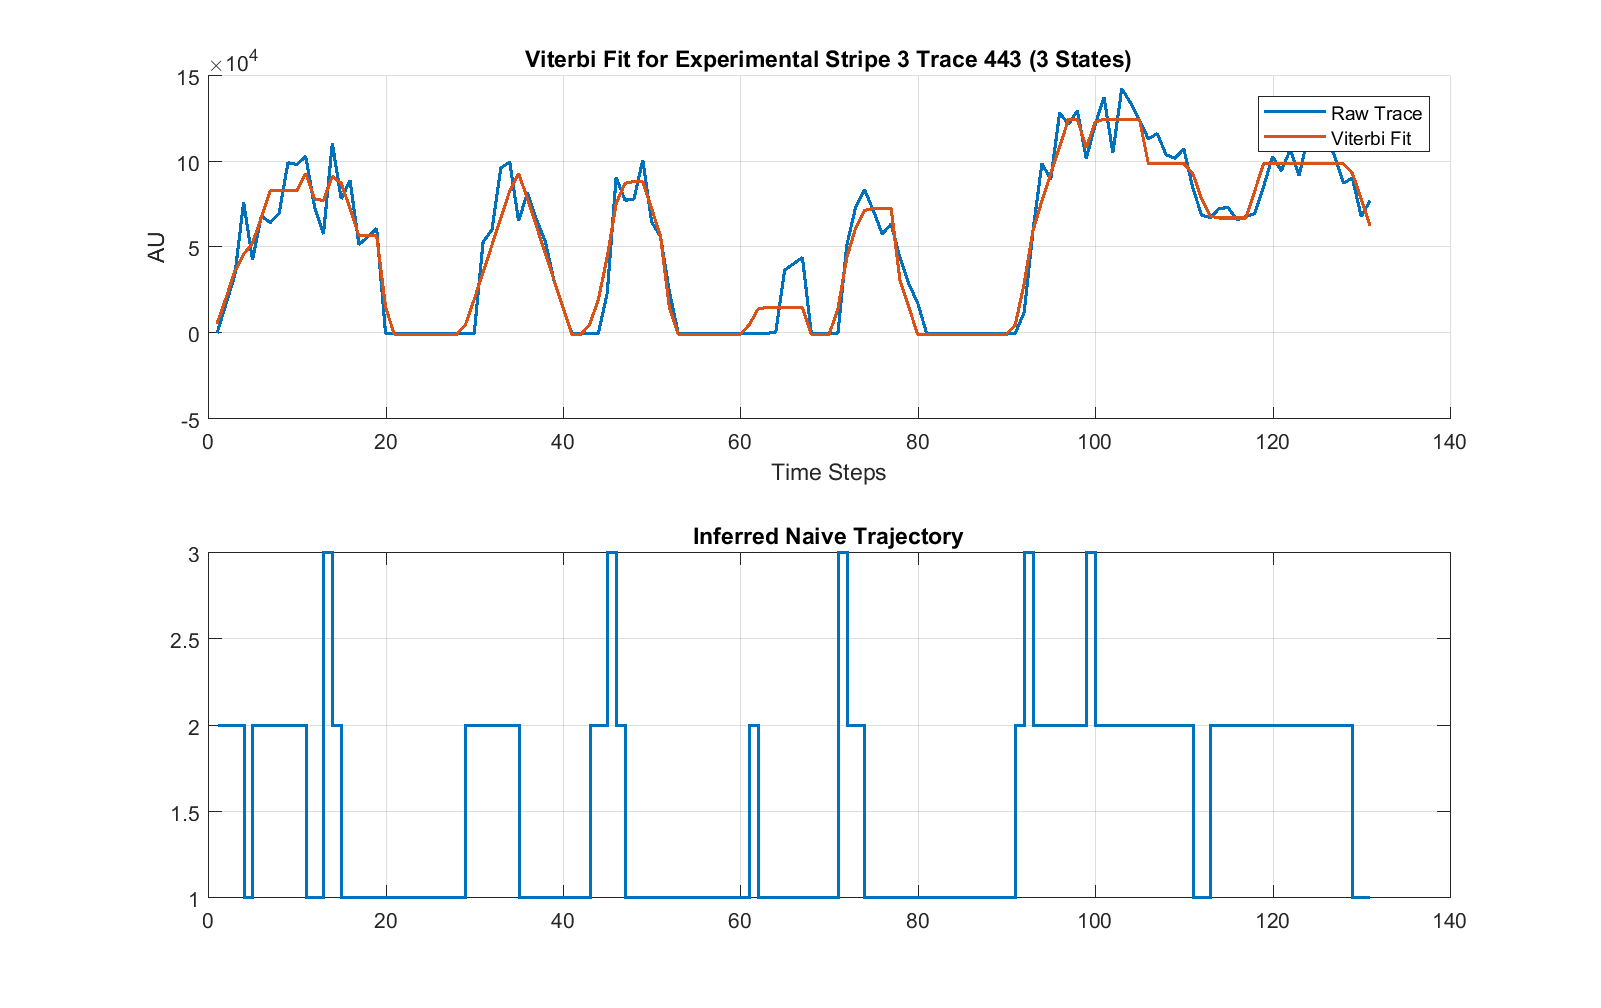 Viterbi Fit for Experimental Stripe 3 Trace 443 (3 States)
×10⁴
15
10
5
0
-5
AU
Raw Trace
Viterbi Fit
0 20 40 60 80 100 120 140
Time Steps
Inferred Naive Trajectory
3
2.5
2
1.5
1
0 20 40 60 80 100 120 140